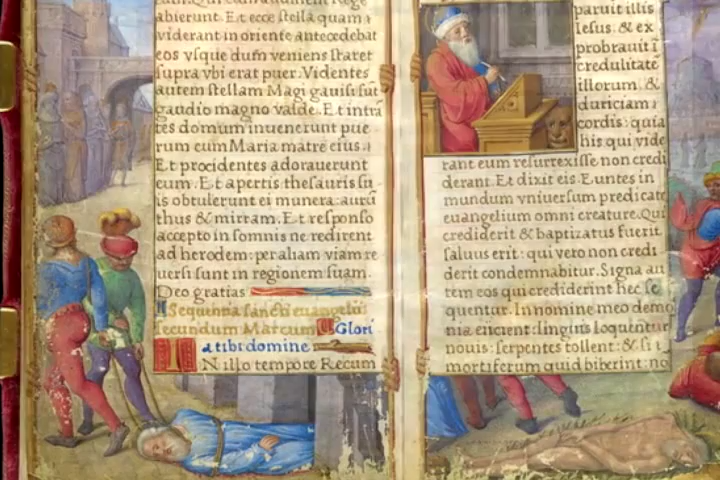 abierunt. Et ecce stella quam
viderant in oriente antecedebat
eos vsque dum veniens staret
supra vbi erat puer. Videntes
autem stellam Magi gauisi sūt
gaudio magno valde. Et intrā
tes domum inuenerunt pue
rum cum Maria matre eius.
Et procidentes adorauerunt
eum. Et apertis thesauris su
is obtulerunt ei munera: aurū
thus & mirram. Et responso
accepto in somnis ne redirent
ad herodem: per aliam viam re
uersi sunt in regionem suam.
Deo gratias
Sequentia sancti euangelii
secundum Marcum Glori
a tibi domine
IN illo tempore Recum
paruit illis
Iesus. & ex
probrauit ī
credulitatē
illorum. &
duriciam
cordis: quia
his qui vide
rant eum resurrexisse non credi
derant. Et dixit eis. Euntes in
mundum vniuersum predicate
euangelium omni creature. Qui
crediderit & baptizatus fuerit
saluus erit: qui vero non credi
derit condemnabitur. Signa au
tem eos qui crediderint hec se
quentur. In nomine meo demo
nia eiicient: linguis loquentur
nouis: serpentes tollent: & si
mortiferum quid biberint: no